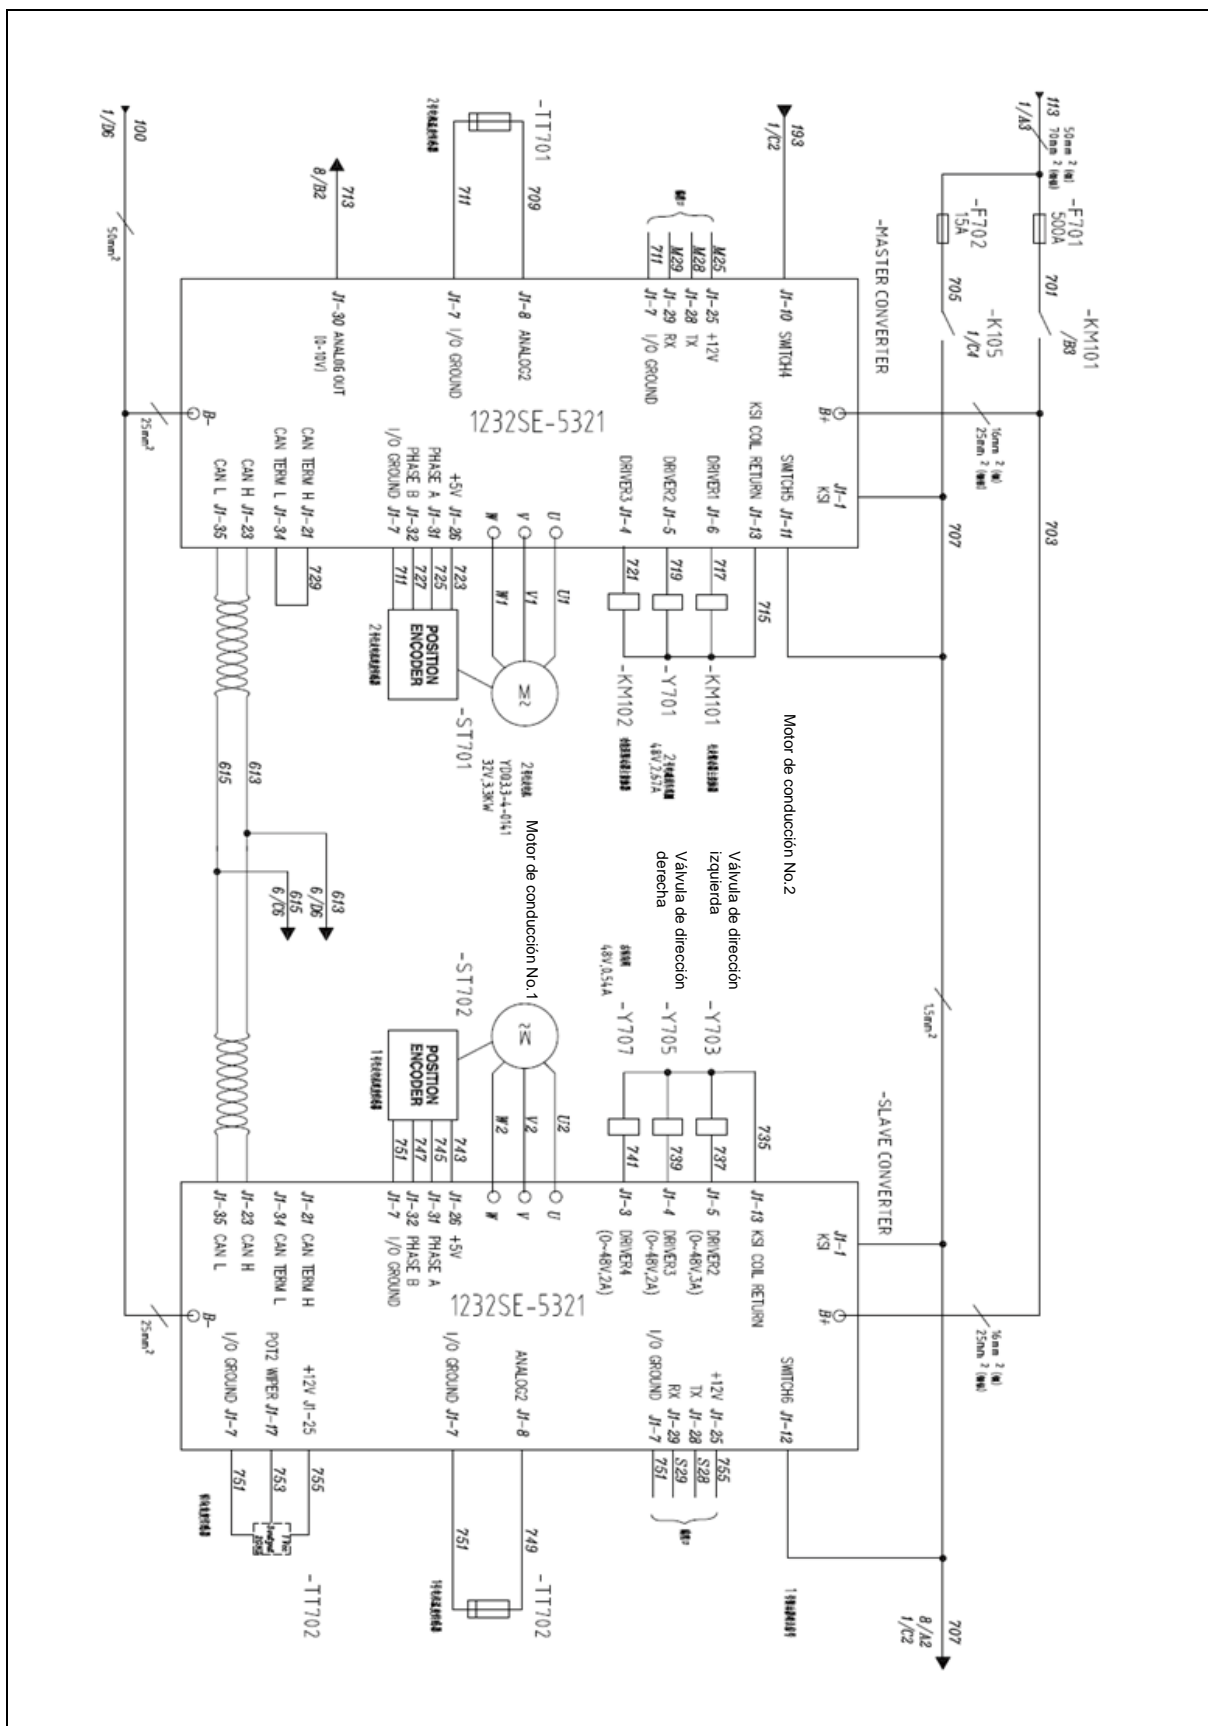 113
1/A3
50mm²
70mm²
-F701
500A
701
-KM101
/B3
16mm²
25mm²
703
16mm²
25mm²
-F702
15A
705
-K105
1/C4
707
1.5mm²
707
8/A2
1/C2
-MASTER CONVERTER
-SLAVE CONVERTER
193
1/C2
J1-10 SWITCH4
B+
J1-1
KSI
SWITCH5 J1-11
KSI COIL RETURN J1-13
715
Motor de conducción No.2
735
J1-13 KSI COIL RETURN
J1-1
KSI
B+
SWITCH6 J1-12
M25
M28
M29
711
J1-25 +12V
J1-28 TX
J1-29 RX
J1-7 I/O GROUND
DRIVER1 J1-6
DRIVER2 J1-5
DRIVER3 J1-4
717
719
721
-KM101
-Y701
48V,2.67A
-KM102
Válvula de dirección
izquierda
Válvula de dirección
derecha
48V,0.54A
-Y703
-Y705
-Y707
737
739
741
J1-5 DRIVER2
(0~48V,3A)
J1-4 DRIVER3
(0~48V,2A)
J1-3 DRIVER4
(0~48V,2A)
+12V J1-25
TX J1-28
RX J1-29
I/O GROUND J1-7
755
S28
S29
751
-TT701
709
711
J1-8 ANALOG2
J1-7 I/O GROUND
1232SE-5321
U
V
W
U1
V1
W1
YDQ3.3-4-0141
32V,3.3KW
Motor de conducción No.1
U2
V2
W2
U
V
W
1232SE-5321
ANALOG2 J1-8
I/O GROUND J1-7
749
751
-TT702
+5V J1-26
PHASE A J1-31
PHASE B J1-32
I/O GROUND J1-7
723
725
727
711
POSITION
ENCODER
-ST701
-ST702
POSITION
ENCODER
743
745
747
751
J1-26 +5V
J1-31 PHASE A
J1-32 PHASE B
J1-7 I/O GROUND
713
8/B2
J1-30 ANALOG OUT
(0-10V)
CAN TERM H J1-21
CAN TERM L J1-34
729
CAN H J1-23
CAN L J1-35
613
615
613
6/D6
615
6/C6
J1-21 CAN TERM H
J1-34 CAN TERM L
J1-23 CAN H
J1-35 CAN L
+12V J1-25
POT2 WIPER J1-17
I/O GROUND J1-7
755
753
751
-TT702
100
1/D6
50mm²
25mm²
B-
25mm²
B-